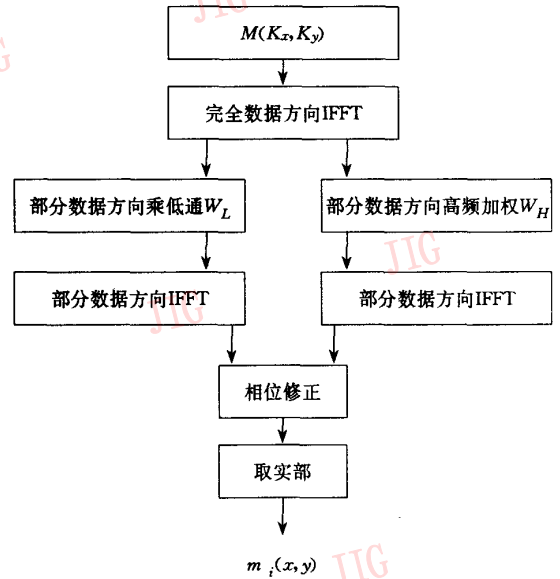 JIG
M(Kx,Ky)
JIG
完全数据方向IFFT
部分数据方向乘低通WL
部分数据方向高频加权WH
JIG
部分数据方向IFFT
部分数据方向IFFT
JIG
相位修正
取实部
m i(x,y)
JIG